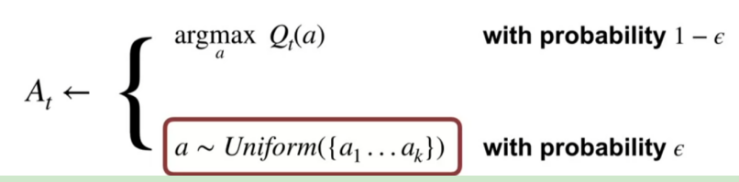 argmax Q_t(a) with probability 1 − ϵ
a
A_t ←
a ~ Uniform({a_1 … a_k}) with probability ϵ